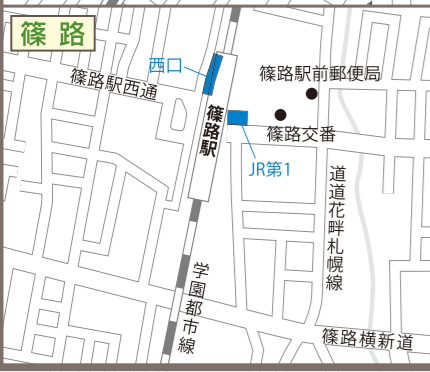 篠路
西口
篠路駅西通
篠路駅前郵便局
篠路駅
篠路交番
JR第1
道道花畔札幌線
学園都市線
篠路横新道